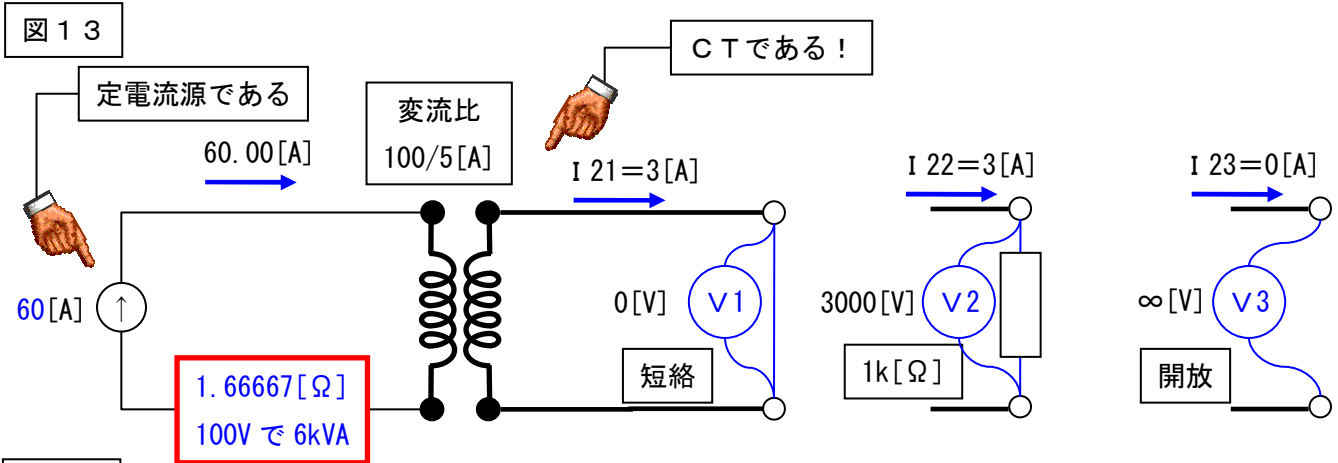 図１３
定電流源である
ＣＴである！
変流比
100/5[A]
60.00[A]
I 21＝3[A]
I 22＝3[A]
I 23＝0[A]
60[A]
↑
0[V]
Ｖ1
3000[V]
Ｖ2
∞[V]
Ｖ3
1.66667[Ω]
100V で 6kVA
短絡
1k[Ω]
開放